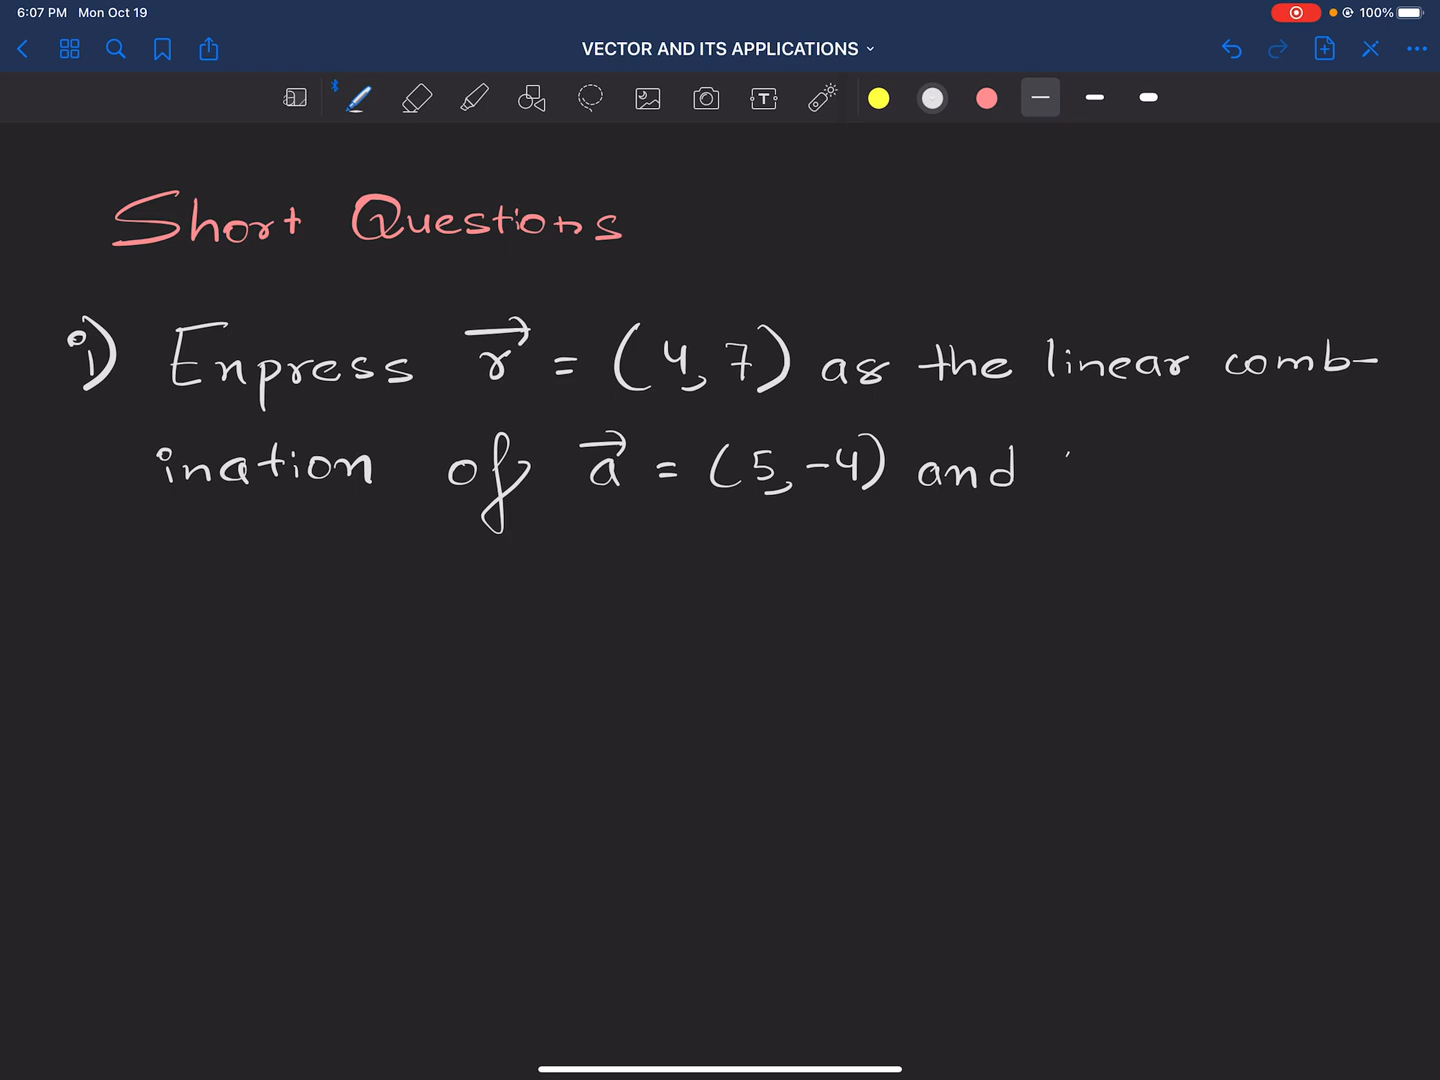 6:07 PM Mon Oct 19
100%
VECTOR AND ITS APPLICATIONS
T
Short Questions
i) Express r⃗ = (4, 7) as the linear comb-
ination of a⃗ = (5, -4) and